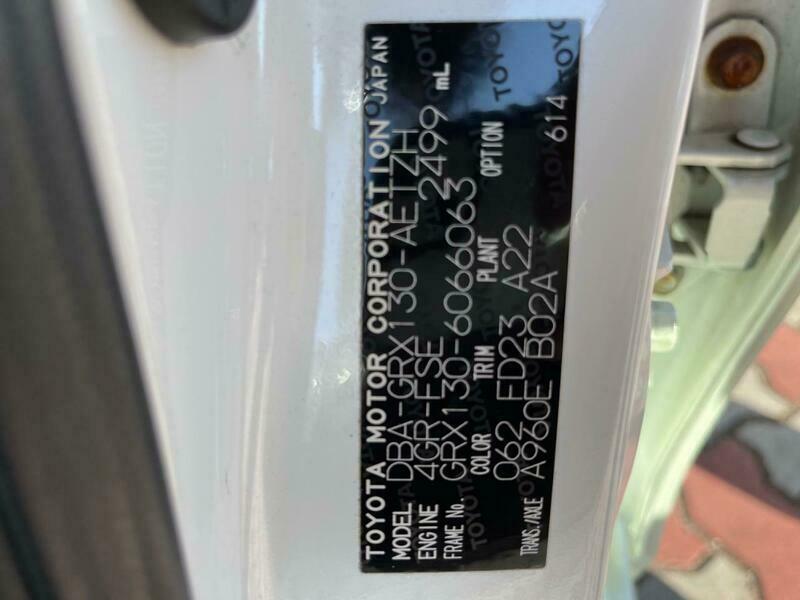 TOYOTA MOTOR CORPORATION JAPAN
MODEL DBA-GRX130-AETZH
ENGINE 4GR-FSE 2499 mL
FRAME No. GRX130-6066063
COLOR TRIM PLANT OPTION
062 FD23 A22
TRANS./AXLE A960E B02A 614